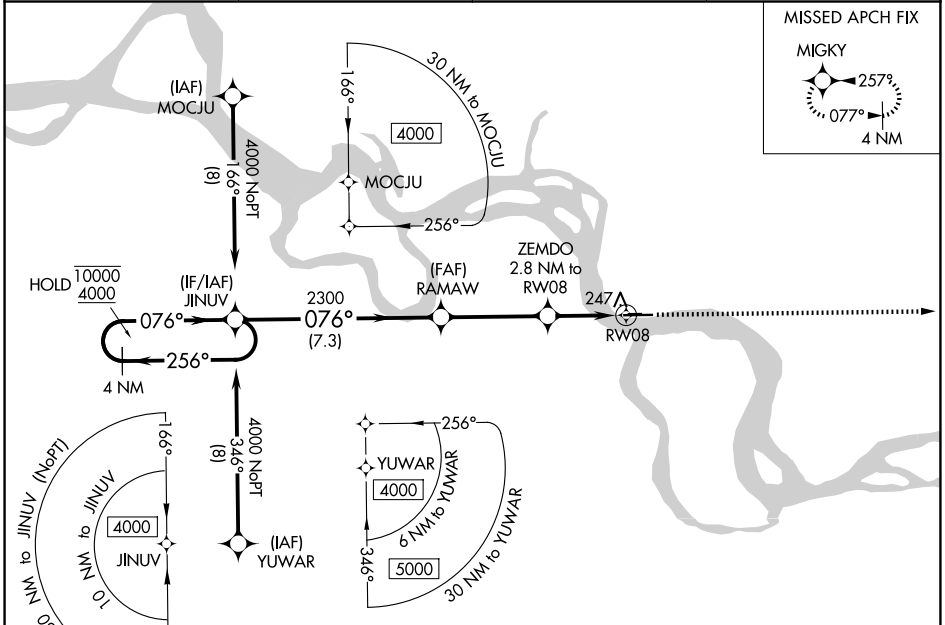 MISSED APCH FIX
MIGKY
257°
077°
4 NM
(IAF)
MOCJU
4000 NoPT
166°
(8)
166°
30 NM to MOCJU
4000
MOCJU
256°
HOLD
10000
4000
(IF/IAF)
JINUV
076°
256°
4 NM
2300
076°
(7.3)
(FAF)
RAMAW
ZEMDO
2.8 NM to
RW08
247
RW08
4000 NoPT
346°
(8)
(IAF)
YUWAR
NM to JINUV (NoPT)
10 NM to JINUV
166°
4000
JINUV
256°
YUWAR
4000
6 NM to YUWAR
346°
5000
30 NM to YUWAR